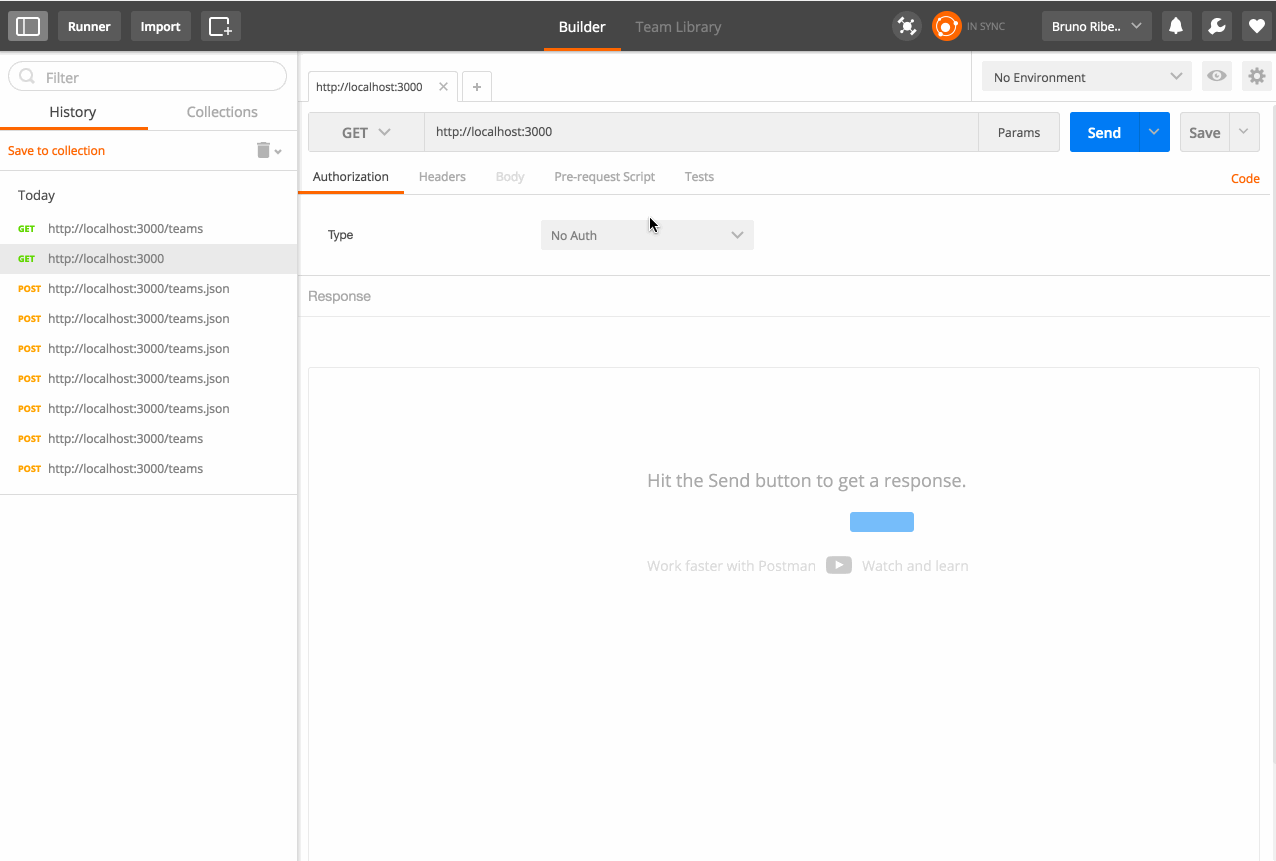 Runner Import Builder Team Library IN SYNC Bruno Ribe..
Filter
History Collections
Save to collection
Today
GET http://localhost:3000/teams
GET http://localhost:3000
POST http://localhost:3000/teams.json
POST http://localhost:3000/teams.json
POST http://localhost:3000/teams.json
POST http://localhost:3000/teams.json
POST http://localhost:3000/teams.json
POST http://localhost:3000/teams
POST http://localhost:3000/teams
http://localhost:3000 No Environment
GET http://localhost:3000 Params Send Save
Authorization Headers Body Pre-request Script Tests Code
Type No Auth
Response
Hit the Send button to get a response.
Work faster with Postman Watch and learn